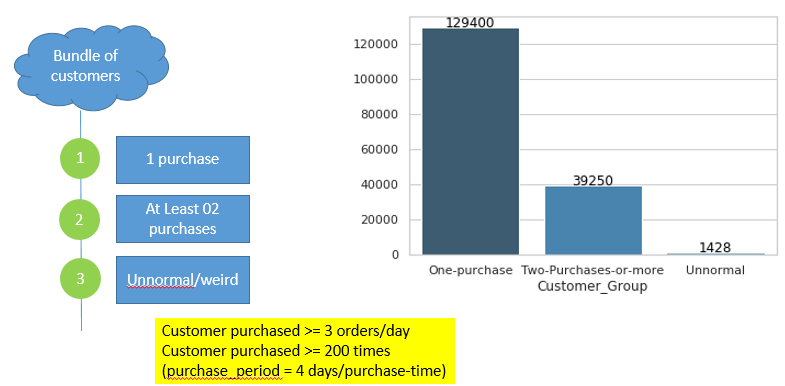 Bundle of
customers
1
1 purchase
2
At Least 02
purchases
3
Unnormal/weird
Customer purchased >= 3 orders/day
Customer purchased >= 200 times
(purchase_period = 4 days/purchase-time)
129400
120000
100000
80000
60000
40000
39250
20000
1428
0
One-purchase Two-Purchases-or-more Unnormal
Customer_Group